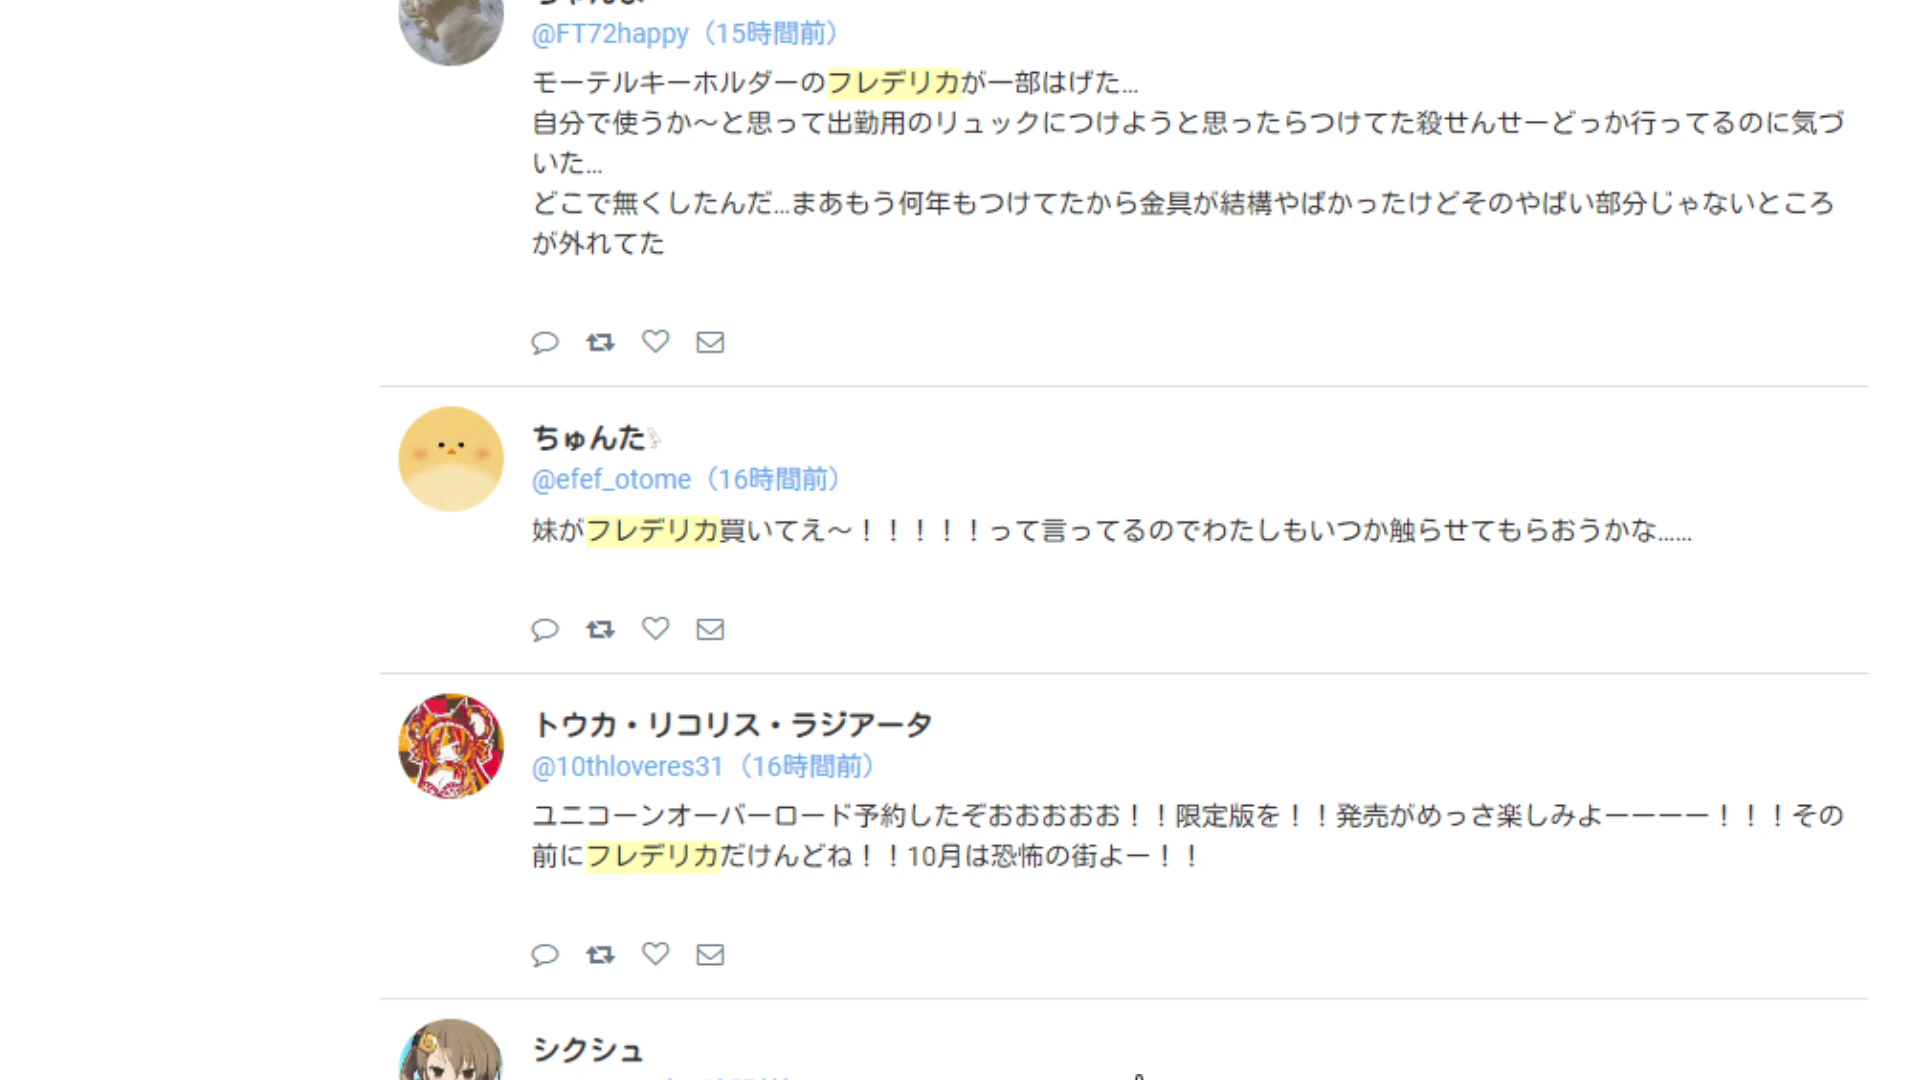 @FT72happy（15時間前）
モーテルキーホルダーのフレデリカが一部はげた...
自分で使うか～と思って出勤用のリュックにつけようと思ったらつけてた殺せんせーどっか行ってるのに気づ
いた...
どこで無くしたんだ...まあもう何年もつけてたから金具が結構やばかったけどそのやばい部分じゃないところ
が外れてた
ちゅんた
@efef_otome（16時間前）
妹がフレデリカ買いてえ～！！！！！って言ってるのでわたしもいつか触らせてもらおうかな......
トウカ・リコリス・ラジアータ
@10thloveres31（16時間前）
ユニコーンオーバーロード予約したぞおおおおお！！限定版を！！発売がめっさ楽しみよーーーー！！！その
前にフレデリカだけんどね！！10月は恐怖の街よー！！
シクシュ